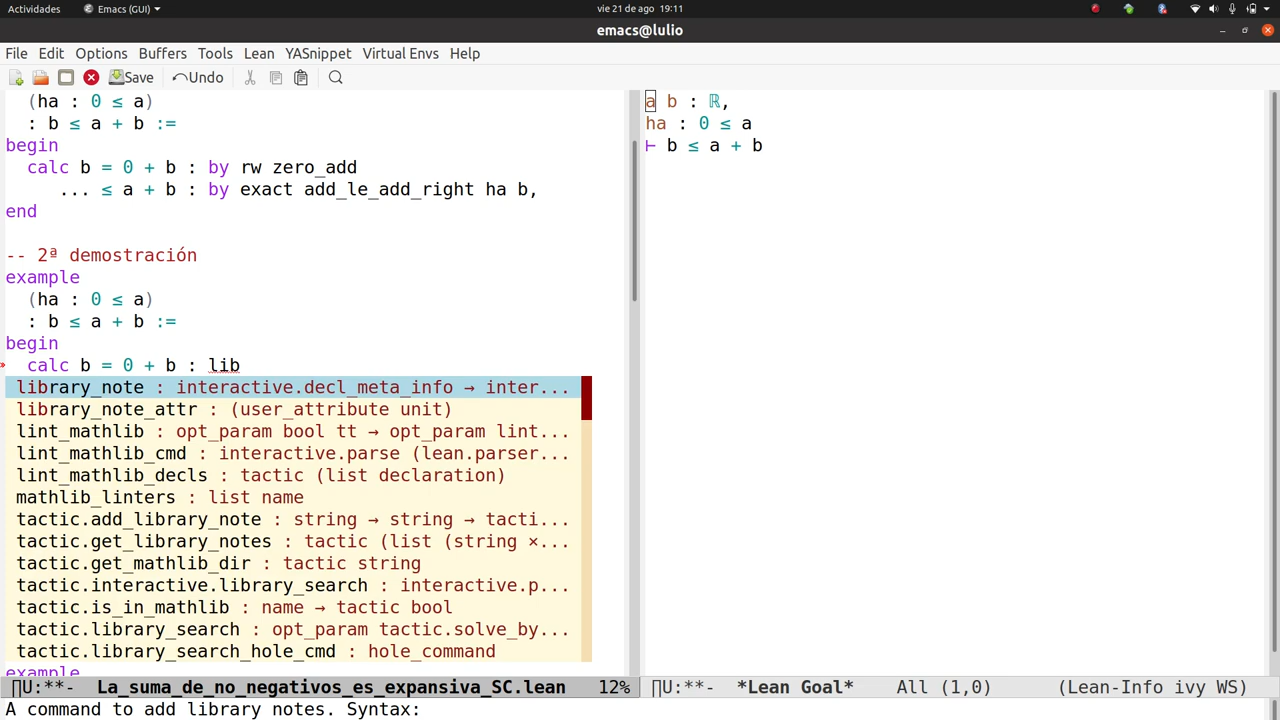 Actividades Emacs (GUI) vie 21 de ago 19:11
emacs@lulio
File Edit Options Buffers Tools Lean YASnippet Virtual Envs Help
Save Undo
(ha : 0 ≤ a)
: b ≤ a + b :=
begin
calc b = 0 + b : by rw zero_add
... ≤ a + b : by exact add_le_add_right ha b,
end
-- 2ª demostración
example
(ha : 0 ≤ a)
: b ≤ a + b :=
begin
calc b = 0 + b : lib
library_note : interactive.decl_meta_info → inter...
library_note_attr : (user_attribute unit)
lint_mathlib : opt_param bool tt → opt_param lint...
lint_mathlib_cmd : interactive.parse (lean.parser...
lint_mathlib_decls : tactic (list declaration)
mathlib_linters : list name
tactic.add_library_note : string → string → tacti...
tactic.get_library_notes : tactic (list (string ×...
tactic.get_mathlib_dir : tactic string
tactic.interactive.library_search : interactive.p...
tactic.is_in_mathlib : name → tactic bool
tactic.library_search : opt_param tactic.solve_by...
tactic.library_search_hole_cmd : hole_command
example
∏U:**- La_suma_de_no_negativos_es_expansiva_SC.lean 12%
A command to add library notes. Syntax:
a b : ℝ,
ha : 0 ≤ a
⊢ b ≤ a + b
∏U:**- *Lean Goal* All (1,0) (Lean-Info ivy WS)